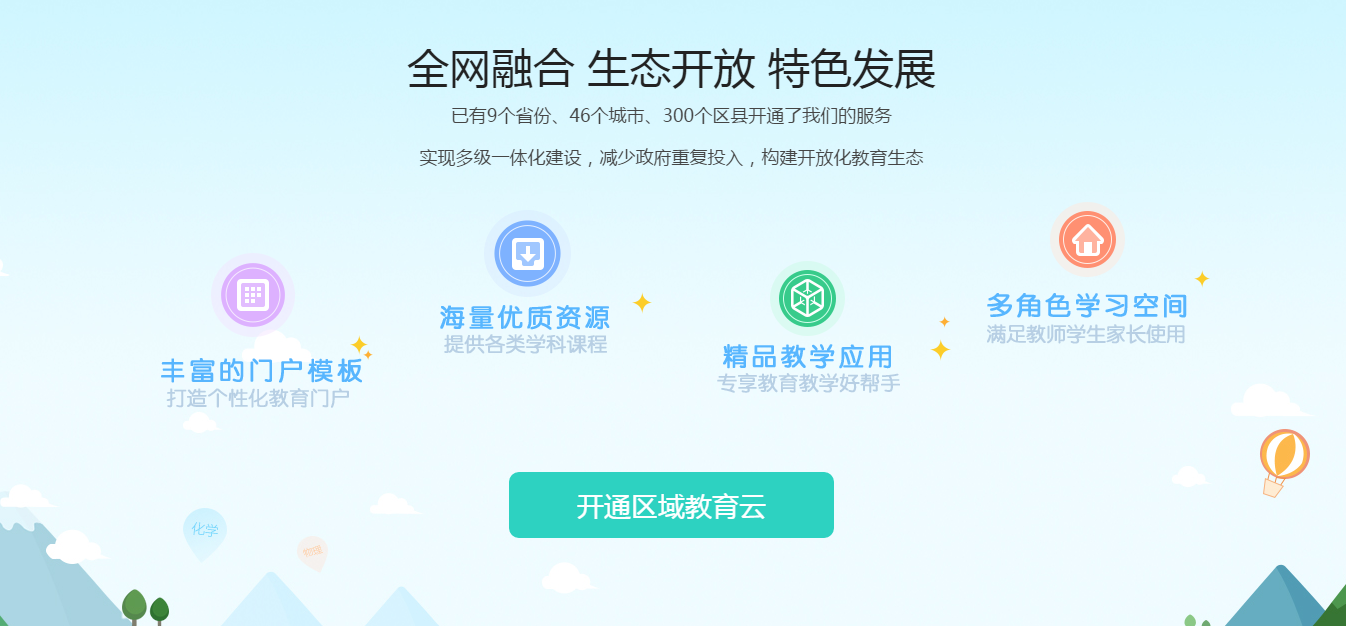 全网融合 生态开放 特色发展
已有9个省份、46个城市、300个区县开通了我们的服务
实现多级一体化建设，减少政府重复投入，构建开放化教育生态
丰富的门户模板
打造个性化教育门户
海量优质资源
提供各类学科课程
精品教学应用
专享教育教学好帮手
多角色学习空间
满足教师学生家长使用
开通区域教育云
化学
物理